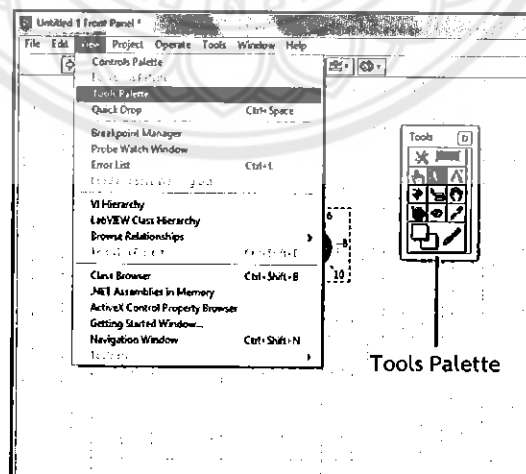 Untitled 1 Front Panel *
File Edit View Project Operate Tools Window Help
Controls Palette
Tools Palette
Quick Drop Ctrl+Space
Breakpoint Manager
Probe Watch Window
Error List Ctrl+L
VI Hierarchy
LabVIEW Class Hierarchy
Browse Relationships
Class Browser Ctrl+Shift+B
.NET Assemblies in Memory
ActiveX Control Property Browser
Getting Started Window...
Navigation Window Ctrl+Shift+N
Tools
6
8
10
Tools Palette